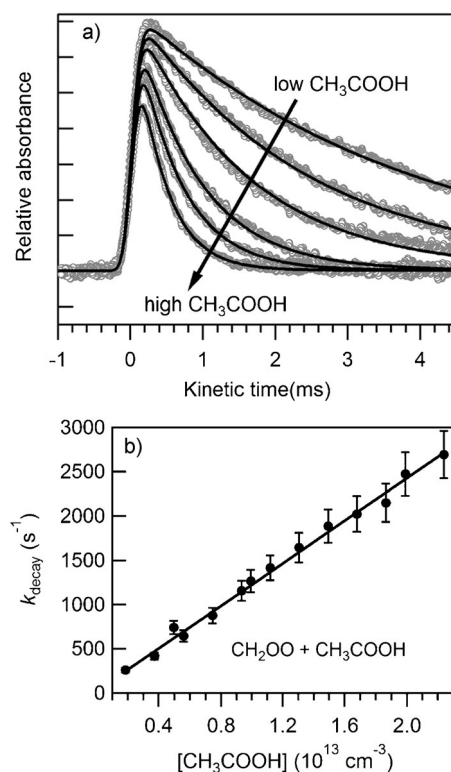 a)
Relative absorbance
low CH₃COOH
high CH₃COOH
-1 0 1 2 3 4
Kinetic time(ms)
b)
3000
2500
2000
1500
1000
500
0
k_decay (s⁻¹)
CH₂OO + CH₃COOH
0.4 0.8 1.2 1.6 2.0
[CH₃COOH] (10¹³ cm⁻³)